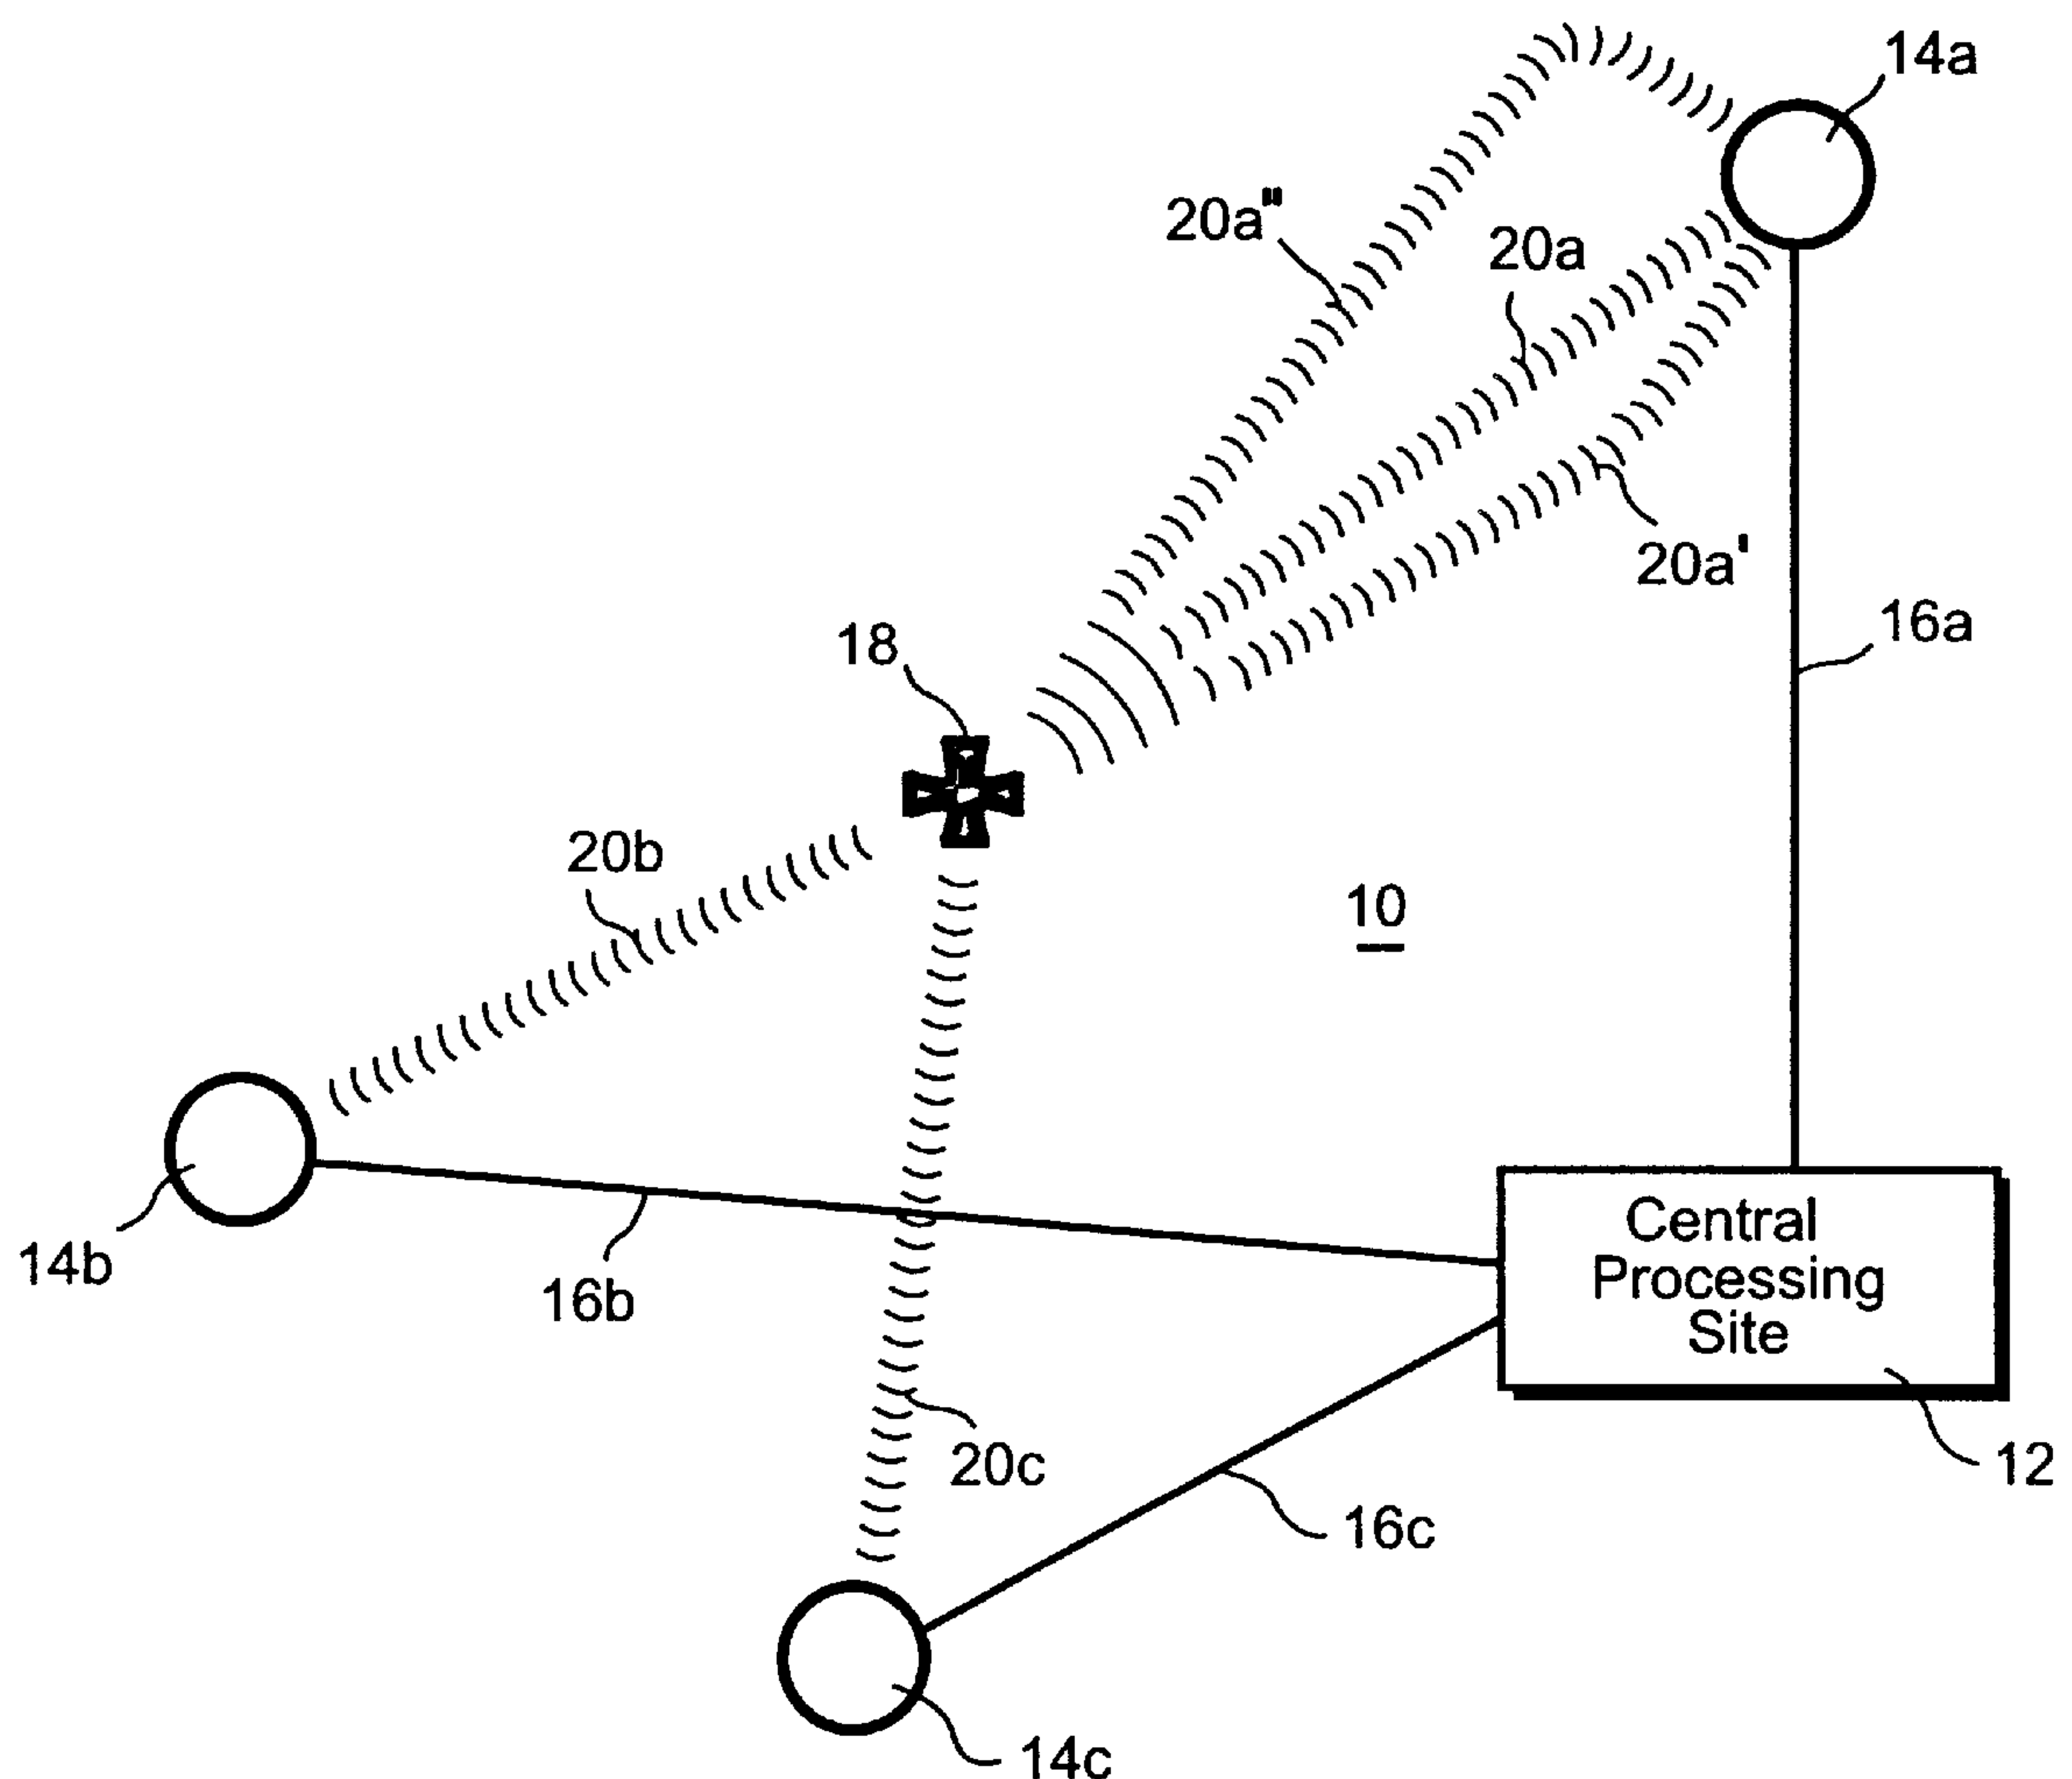 14a
20a"
20a
20a'
16a
18
20b
10
14b
16b
Central
Processing
Site
20c
12
16c
14c